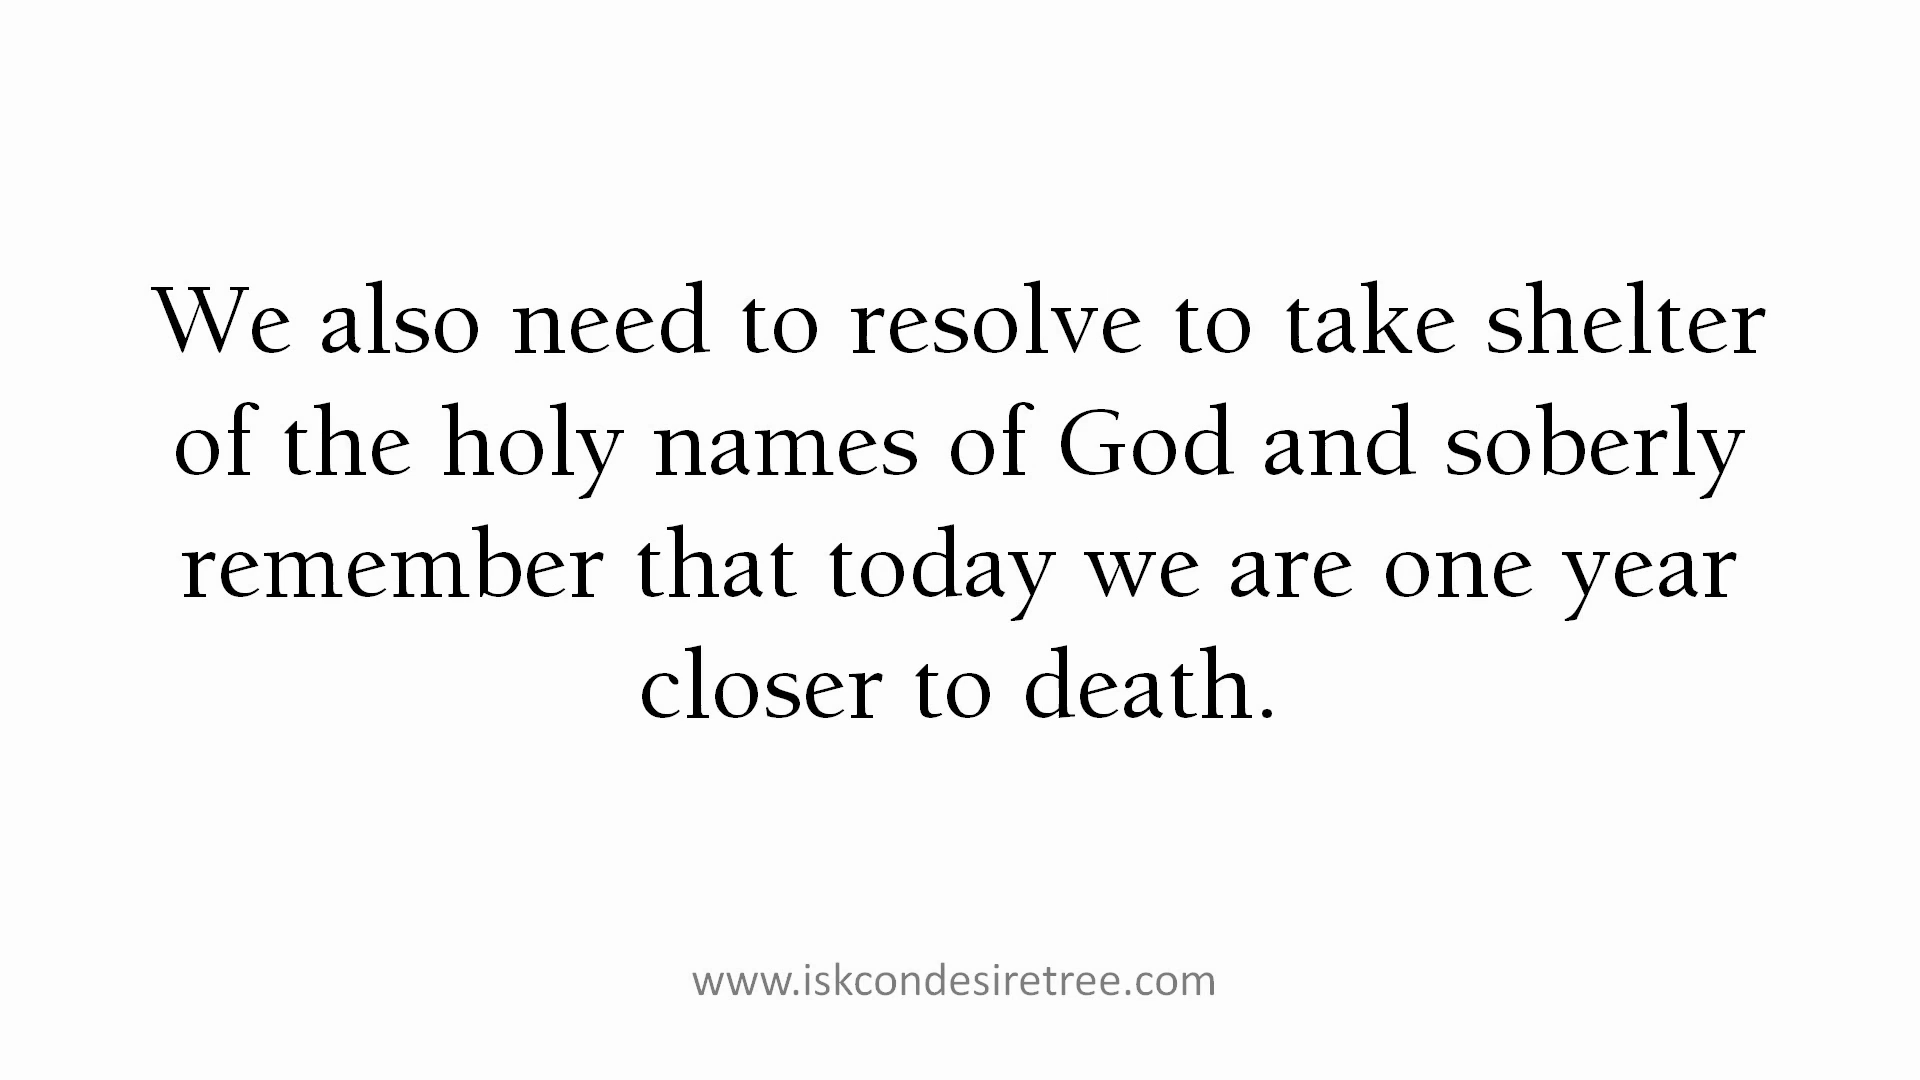 We also need to resolve to take shelter
of the holy names of God and soberly
remember that today we are one year
closer to death.
www.iskcondesiretree.com